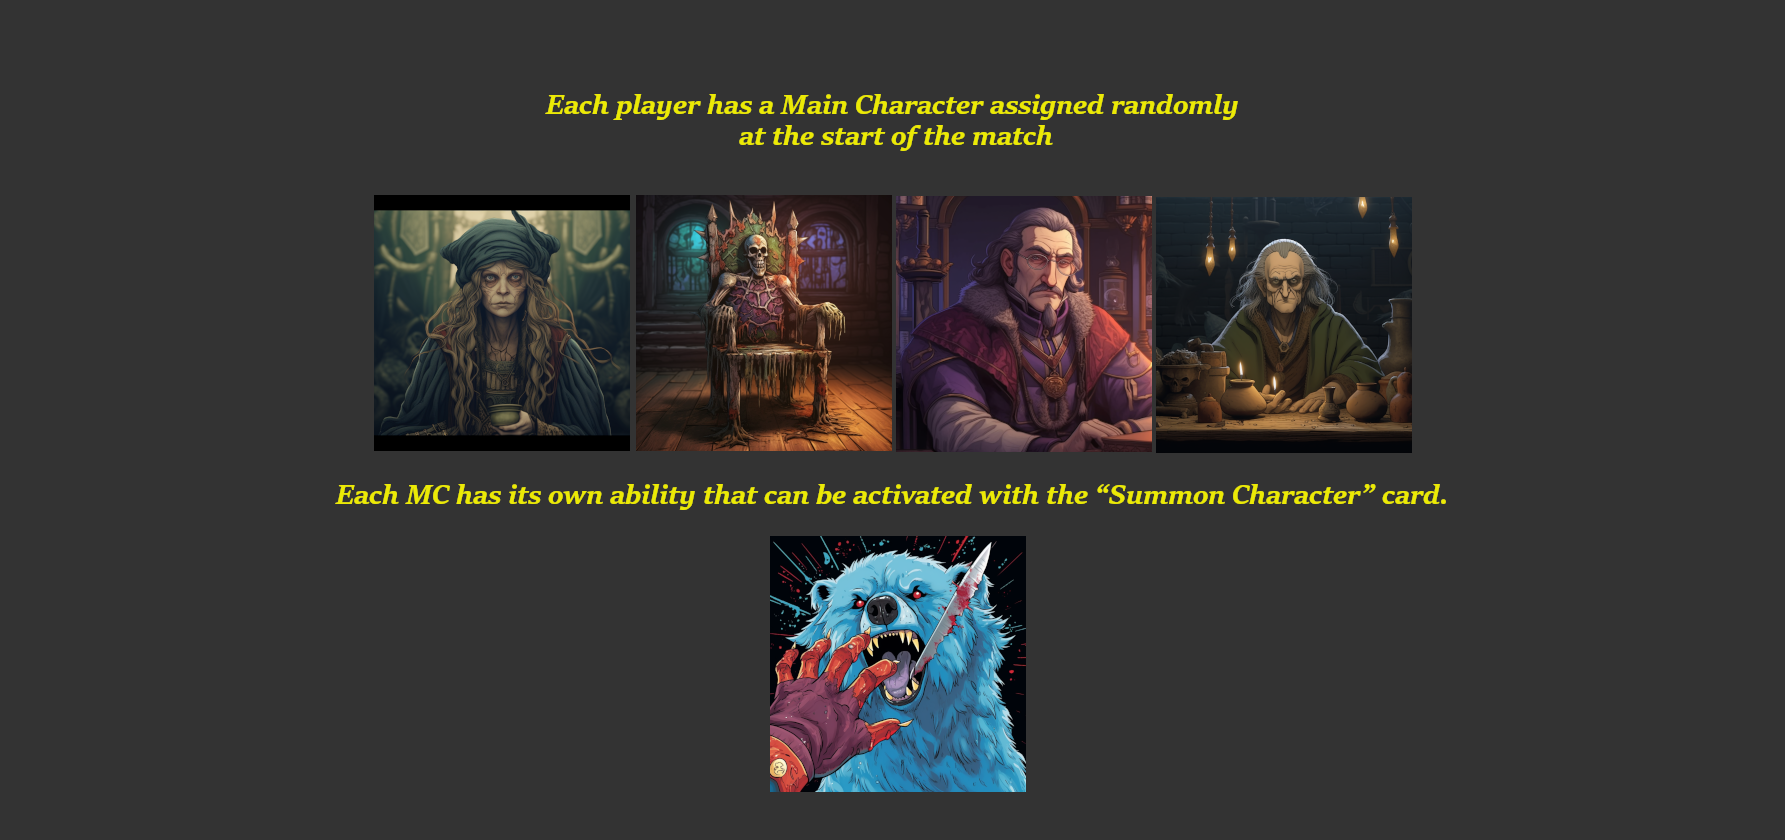 Each player has a Main Character assigned randomly
at the start of the match
Each MC has its own ability that can be activated with the “Summon Character” card.